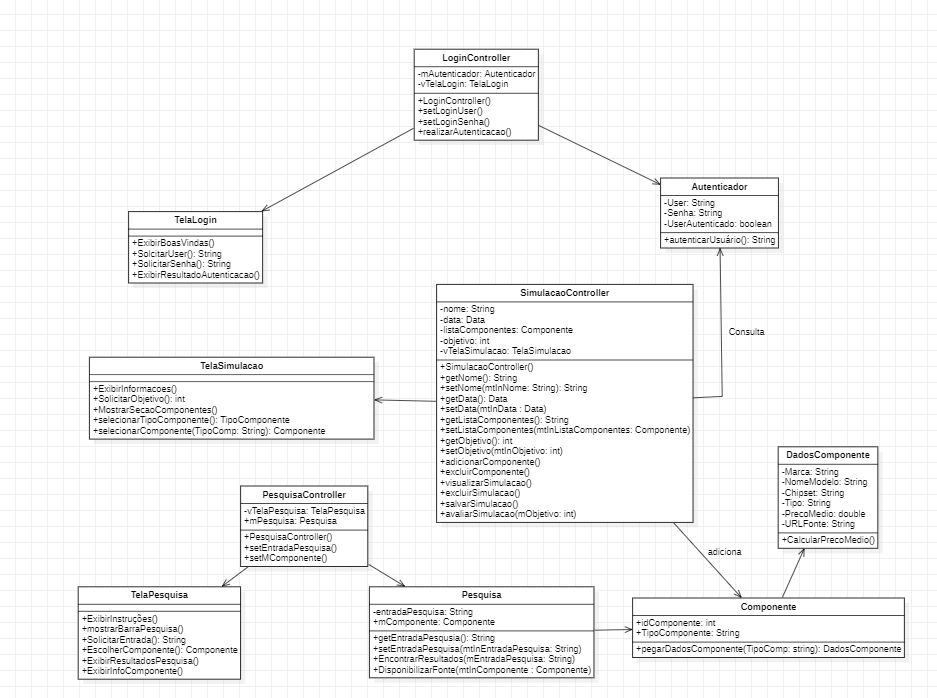 LoginController
-mAutenticador: Autenticador
-vTelaLogin: TelaLogin
+LoginController()
+setLoginUser()
+setLoginSenha()
+realizarAutenticacao()
Autenticador
-User: String
-Senha: String
-UserAutenticado: boolean
+autenticarUsuário(): String
TelaLogin
+ExibirBoasVindas()
+SolcitarUser(): String
+SolicitarSenha(): String
+ExibirResultadoAutenticacao()
SimulacaoController
-nome: String
-data: Data
-listaComponentes: Componente
-objetivo: int
-vTelaSimulacao: TelaSimulacao
+SimulacaoController()
+getNome(): String
+setNome(mtInNome: String): String
+getData(): Data
+setData(mtInData : Data)
+getListaComponentes(): String
+setListaComponentes(mtInListaComponentes: Componente)
+getObjetivo(): int
+setObjetivo(mtInObjetivo: int)
+adicionarComponente()
+excluirComponente()
+visualizarSimulacao()
+excluirSimulacao()
+salvarSimulacao()
+avaliarSimulacao(mObjetivo: int)
Consulta
TelaSimulacao
+ExibirInformacoes()
+SolicitarObjetivo(): int
+MostrarSecaoComponentes()
+selecionarTipoComponente(): TipoComponente
+selecionarComponente(TipoComp: String): Componente
DadosComponente
-Marca: String
-NomeModelo: String
-Chipset: String
-Tipo: String
-PrecoMedio: double
-URLFonte: String
+CalcularPrecoMedio()
PesquisaController
-vTelaPesquisa: TelaPesquisa
+mPesquisa: Pesquisa
+PesquisaController()
+setEntradaPesquisa()
+setMComponente()
adiciona
TelaPesquisa
+ExibirInstruções()
+mostrarBarraPesquisa()
+SolicitarEntrada(): String
+EscolherComponente(): Componente
+ExibirResultadosPesquisa()
+ExibirInfoComponente()
Pesquisa
-entradaPesquisa: String
+mComponente: Componente
+getEntradaPesqusia(): String
+setEntradaPesquisa(mtInEntradaPesquisa: String)
+EncontrarResultados(mEntradaPesquisa: String)
+DisponibilizarFonte(mtInComponente : Componente)
Componente
+idComponente: int
+TipoComponente: String
+pegarDadosComponente(TipoComp: string): DadosComponente